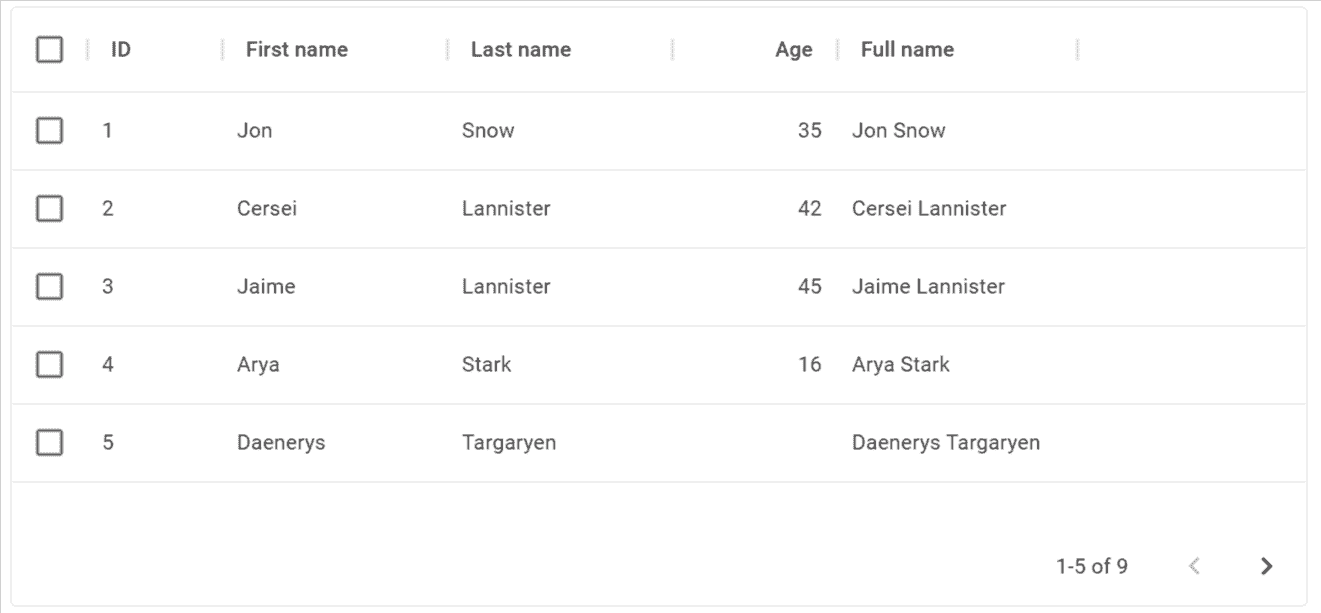 ID First name Last name Age Full name
1 Jon Snow 35 Jon Snow
2 Cersei Lannister 42 Cersei Lannister
3 Jaime Lannister 45 Jaime Lannister
4 Arya Stark 16 Arya Stark
5 Daenerys Targaryen Daenerys Targaryen
1-5 of 9